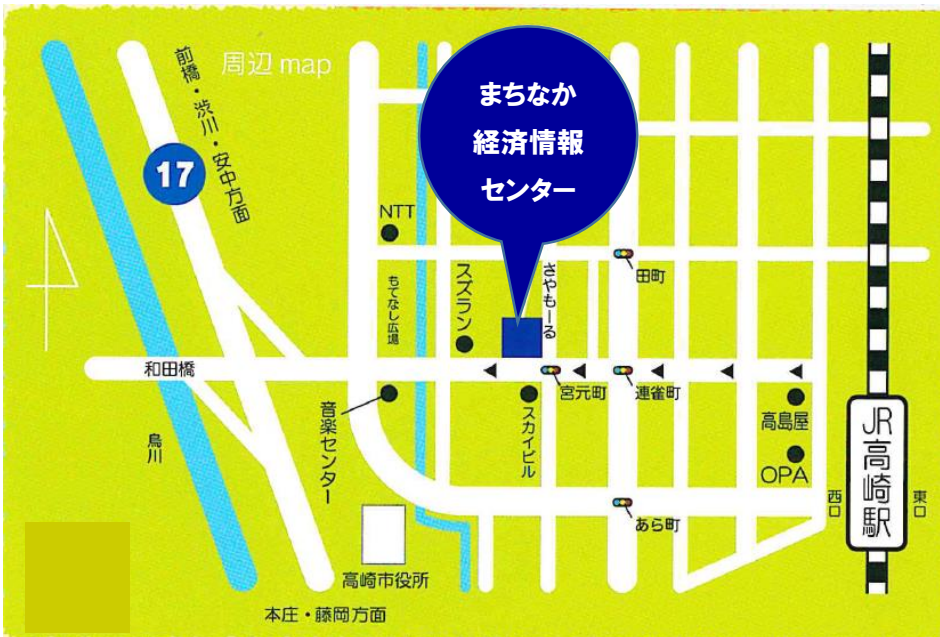 周辺 map
まちなか
経済情報
センター
前橋・渋川・安中方面
17
NTT
もてなし広場
スズラン
さやもーる
田町
和田橋
宮元町
連雀町
烏川
音楽センター
スカイビル
高島屋
OPA
JR高崎駅
西口
東口
あら町
高崎市役所
本庄・藤岡方面